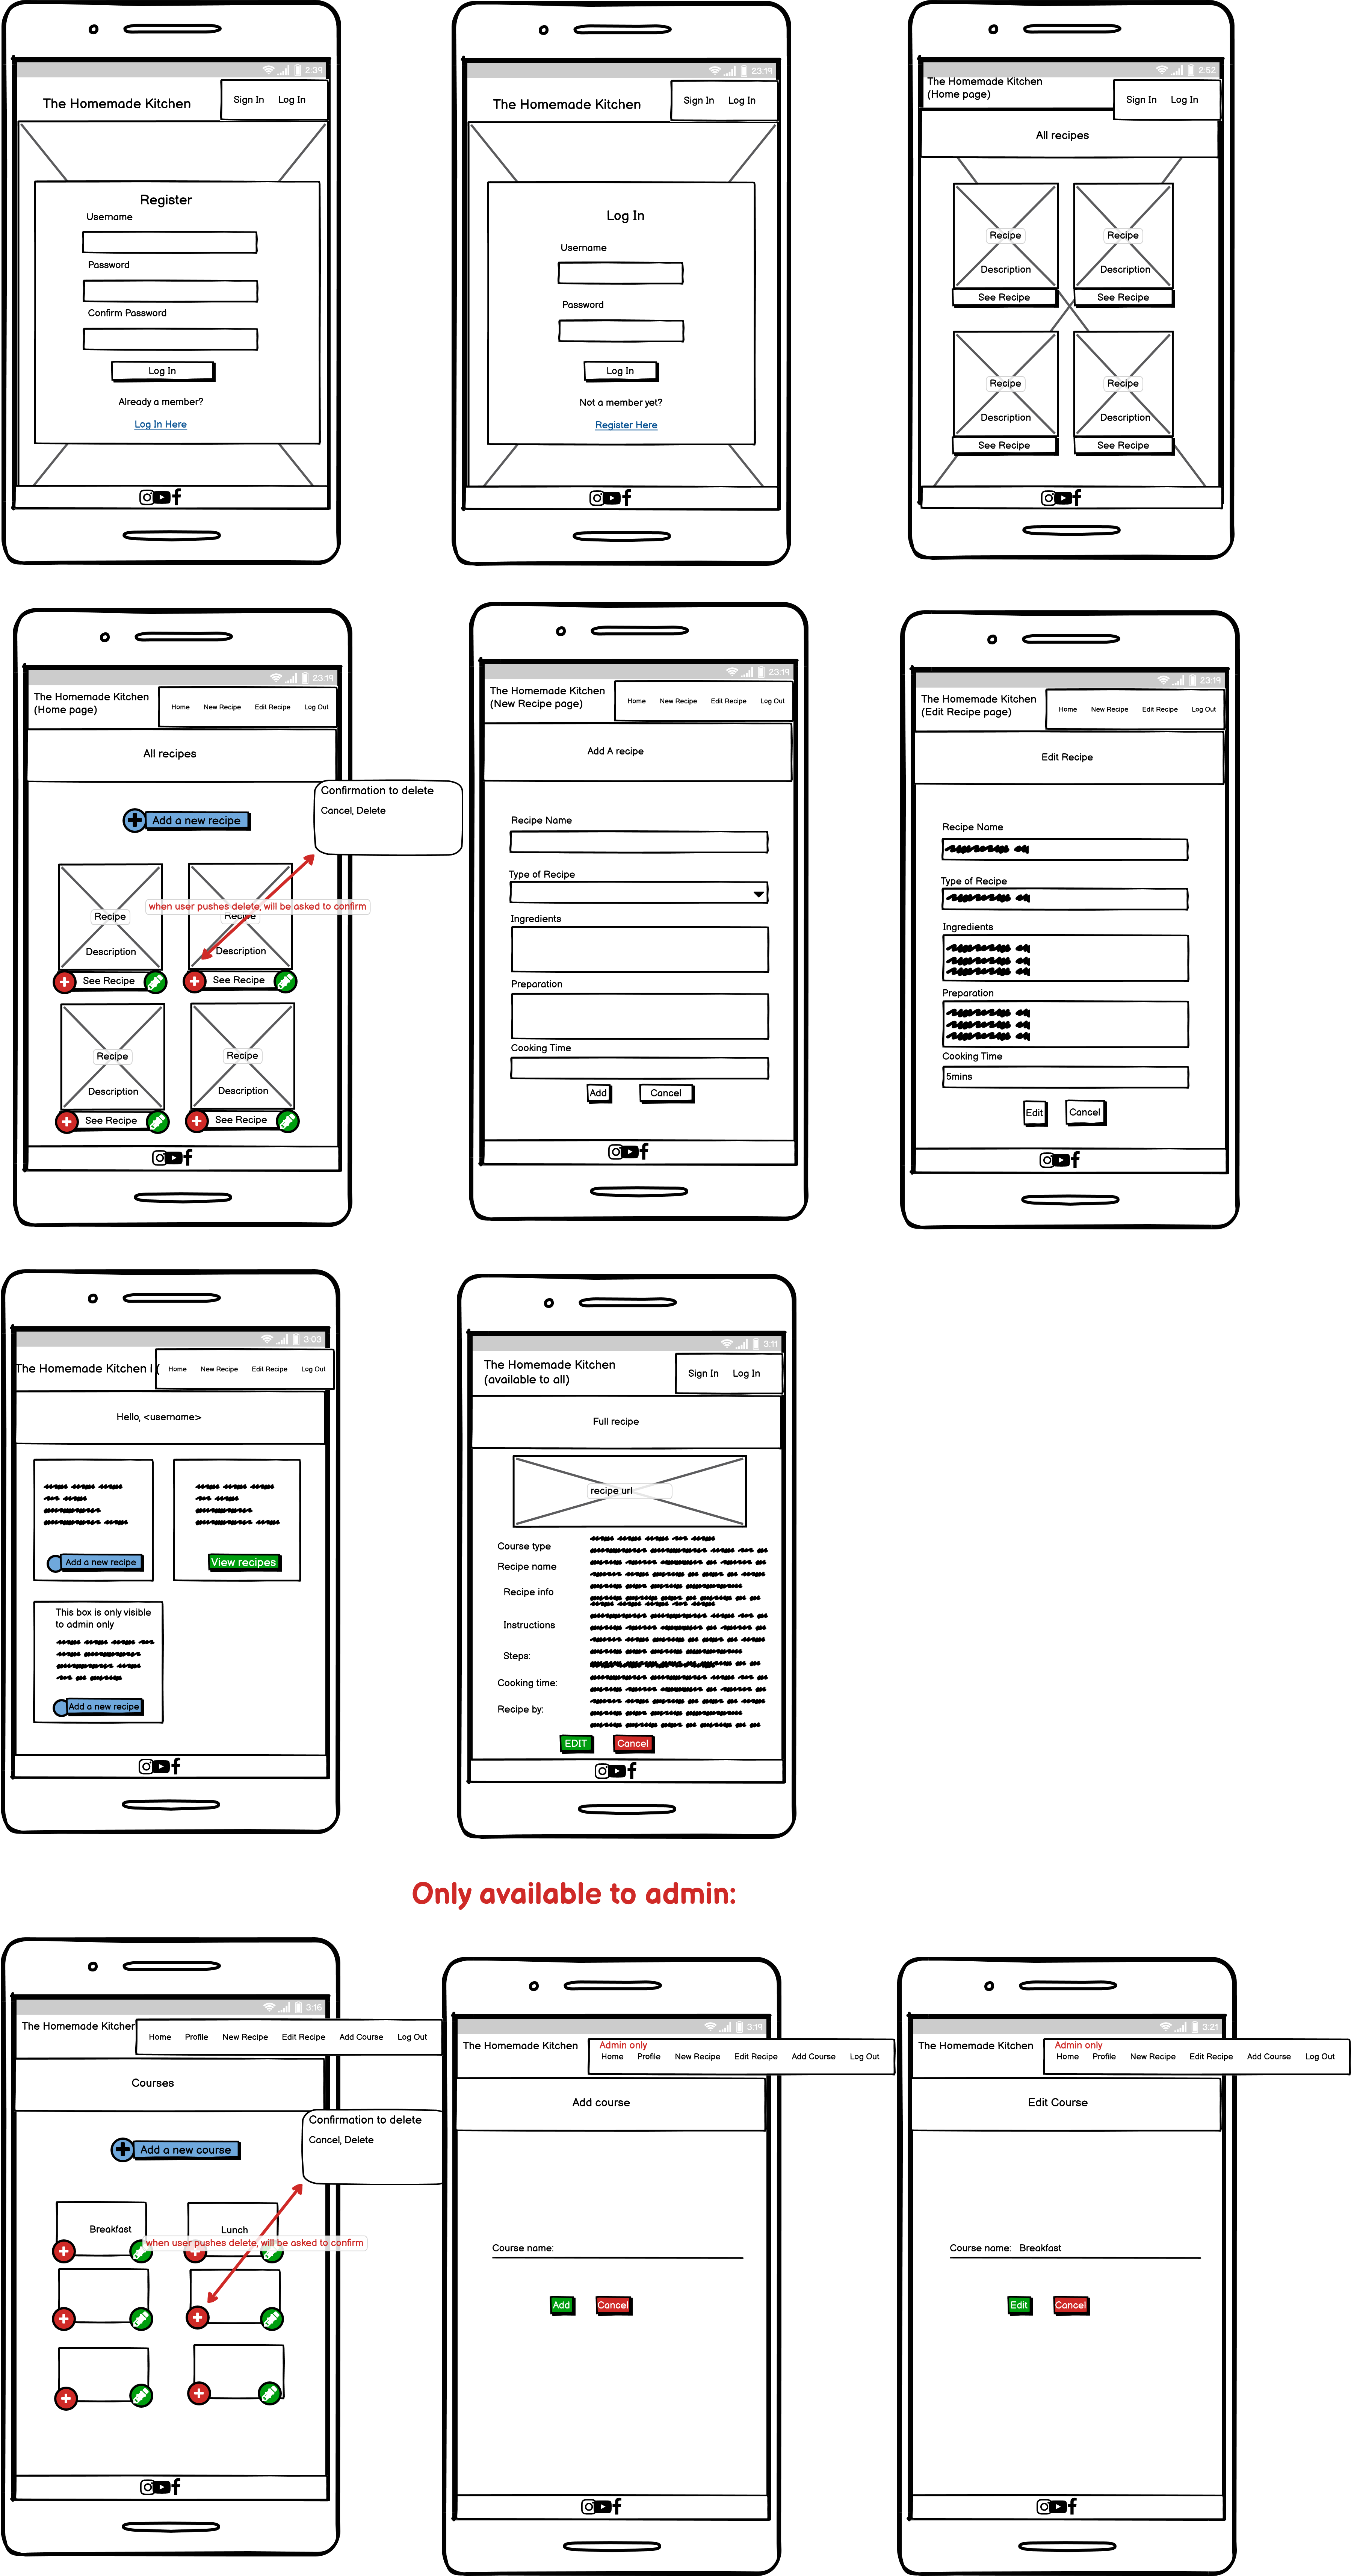 2:39
The Homemade Kitchen
Sign In Log In
Register
Username
Password
Confirm Password
Log In
Already a member?
Log In Here
23:19
The Homemade Kitchen
Sign In Log In
Log In
Username
Password
Log In
Not a member yet?
Register Here
2:52
The Homemade Kitchen
(Home page)
Sign In Log In
All recipes
Recipe Recipe
Description Description
See Recipe See Recipe
Recipe Recipe
Description Description
See Recipe See Recipe
23:19
The Homemade Kitchen
(Home page)
Home New Recipe Edit Recipe Log Out
All recipes
Confirmation to delete
Cancel, Delete
Add a new recipe
when user pushes delete, will be asked to confirm
Recipe Recipe
Description Description
See Recipe See Recipe
Recipe Recipe
Description Description
See Recipe See Recipe
23:19
The Homemade Kitchen
(New Recipe page)
Home New Recipe Edit Recipe Log Out
Add A recipe
Recipe Name
Type of Recipe
Ingredients
Preparation
Cooking Time
Add Cancel
23:19
The Homemade Kitchen
(Edit Recipe page)
Home New Recipe Edit Recipe Log Out
Edit Recipe
Recipe Name
Type of Recipe
Ingredients
Preparation
Cooking Time
5mins
Edit Cancel
3:03
The Homemade Kitchen | (
Home New Recipe Edit Recipe Log Out
Hello, <username>
Add a new recipe
View recipes
This box is only visible
to admin only
Add a new recipe
3:11
The Homemade Kitchen
(available to all)
Sign In Log In
Full recipe
recipe url
Course type
Recipe name
Recipe info
Instructions
Steps:
Cooking time:
Recipe by:
EDIT Cancel
Only available to admin:
3:16
The Homemade Kitchen
Home Profile New Recipe Edit Recipe Add Course Log Out
Courses
Confirmation to delete
Cancel, Delete
Add a new course
Breakfast Lunch
when user pushes delete, will be asked to confirm
3:19
The Homemade Kitchen
Admin only
Home Profile New Recipe Edit Recipe Add Course Log Out
Add course
Course name:
Add Cancel
3:21
The Homemade Kitchen
Admin only
Home Profile New Recipe Edit Recipe Add Course Log Out
Edit Course
Course name: Breakfast
Edit Cancel